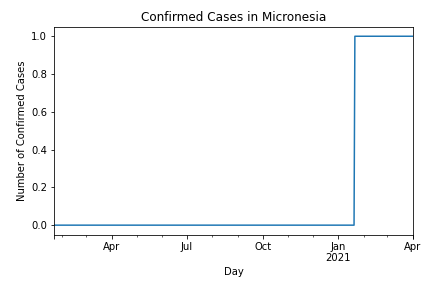 Confirmed Cases in Micronesia
Number of Confirmed Cases
1.0
0.8
0.6
0.4
0.2
0.0
Apr Jul Oct Jan Apr
2021
Day